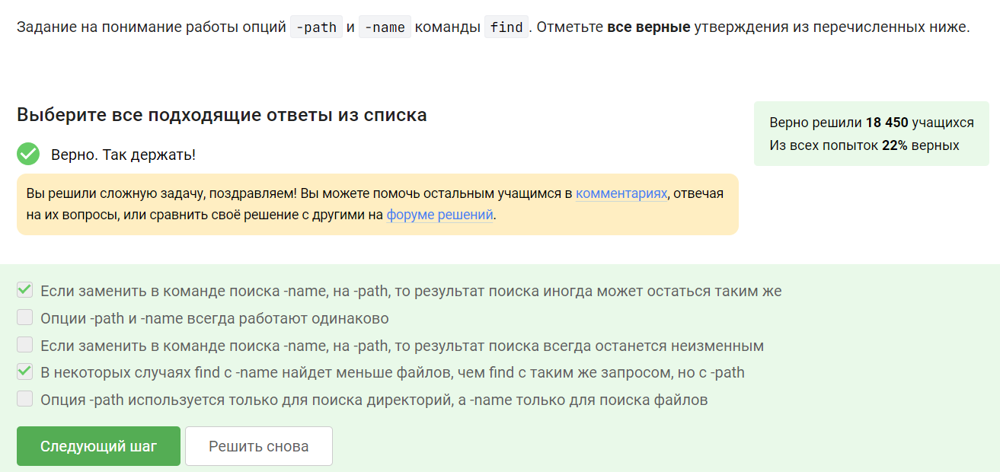 Задание на понимание работы опций -path и -name команды find. Отметьте все верные утверждения из перечисленных ниже.
Выберите все подходящие ответы из списка
Верно. Так держать!
Верно решили 18 450 учащихся
Из всех попыток 22% верных
Вы решили сложную задачу, поздравляем! Вы можете помочь остальным учащимся в комментариях, отвечая
на их вопросы, или сравнить своё решение с другими на форуме решений.
Если заменить в команде поиска -name, на -path, то результат поиска иногда может остаться таким же
Опции -path и -name всегда работают одинаково
Если заменить в команде поиска -name, на -path, то результат поиска всегда останется неизменным
В некоторых случаях find с -name найдет меньше файлов, чем find с таким же запросом, но с -path
Опция -path используется только для поиска директорий, а -name только для поиска файлов
Следующий шаг
Решить снова